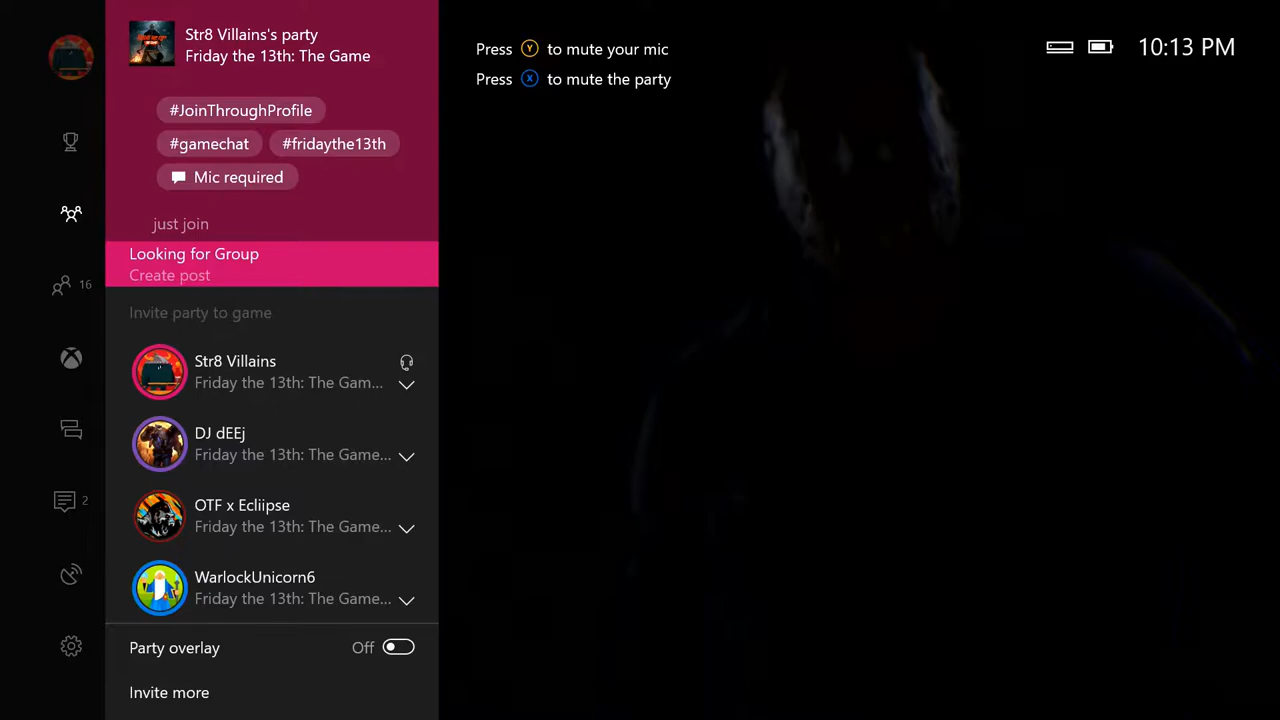 Str8 Villains's party
Friday the 13th: The Game
#JoinThroughProfile
#gamechat
#fridaythe13th
Mic required
just join
Looking for Group
Create post
Invite party to game
Str8 Villains
Friday the 13th: The Gam...
DJ dEEj
Friday the 13th: The Game...
OTF x Ecliipse
Friday the 13th: The Game...
WarlockUnicorn6
Friday the 13th: The Game...
Party overlay
Off
Invite more
16
2
Press Y to mute your mic
Press X to mute the party
10:13 PM